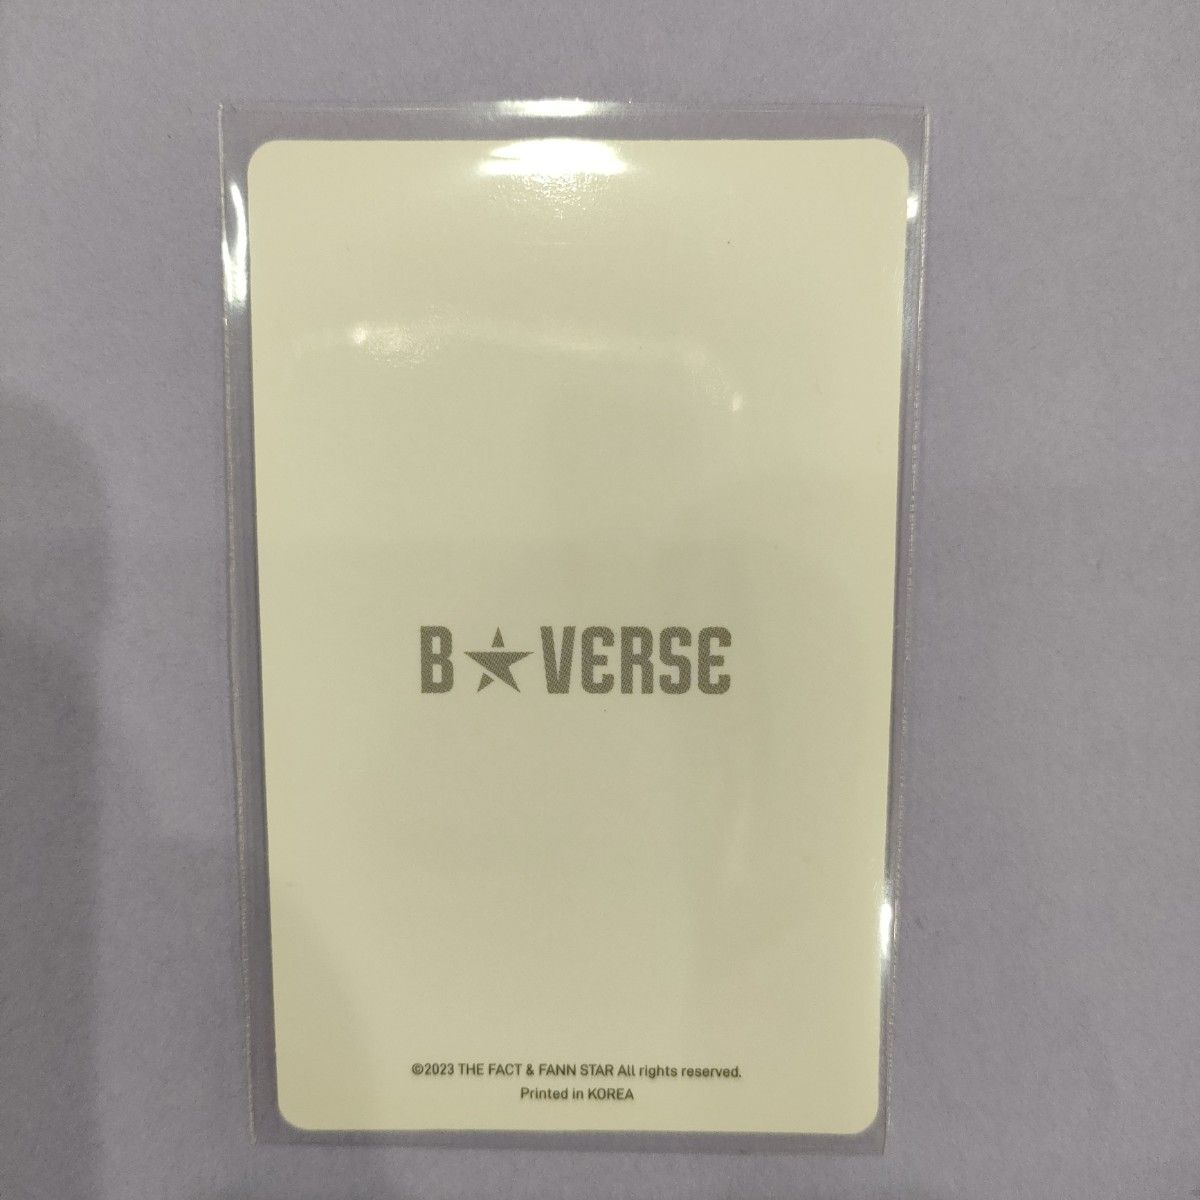 B★VERSE
©2023 THE FACT & FANN STAR All rights reserved.
Printed in KOREA